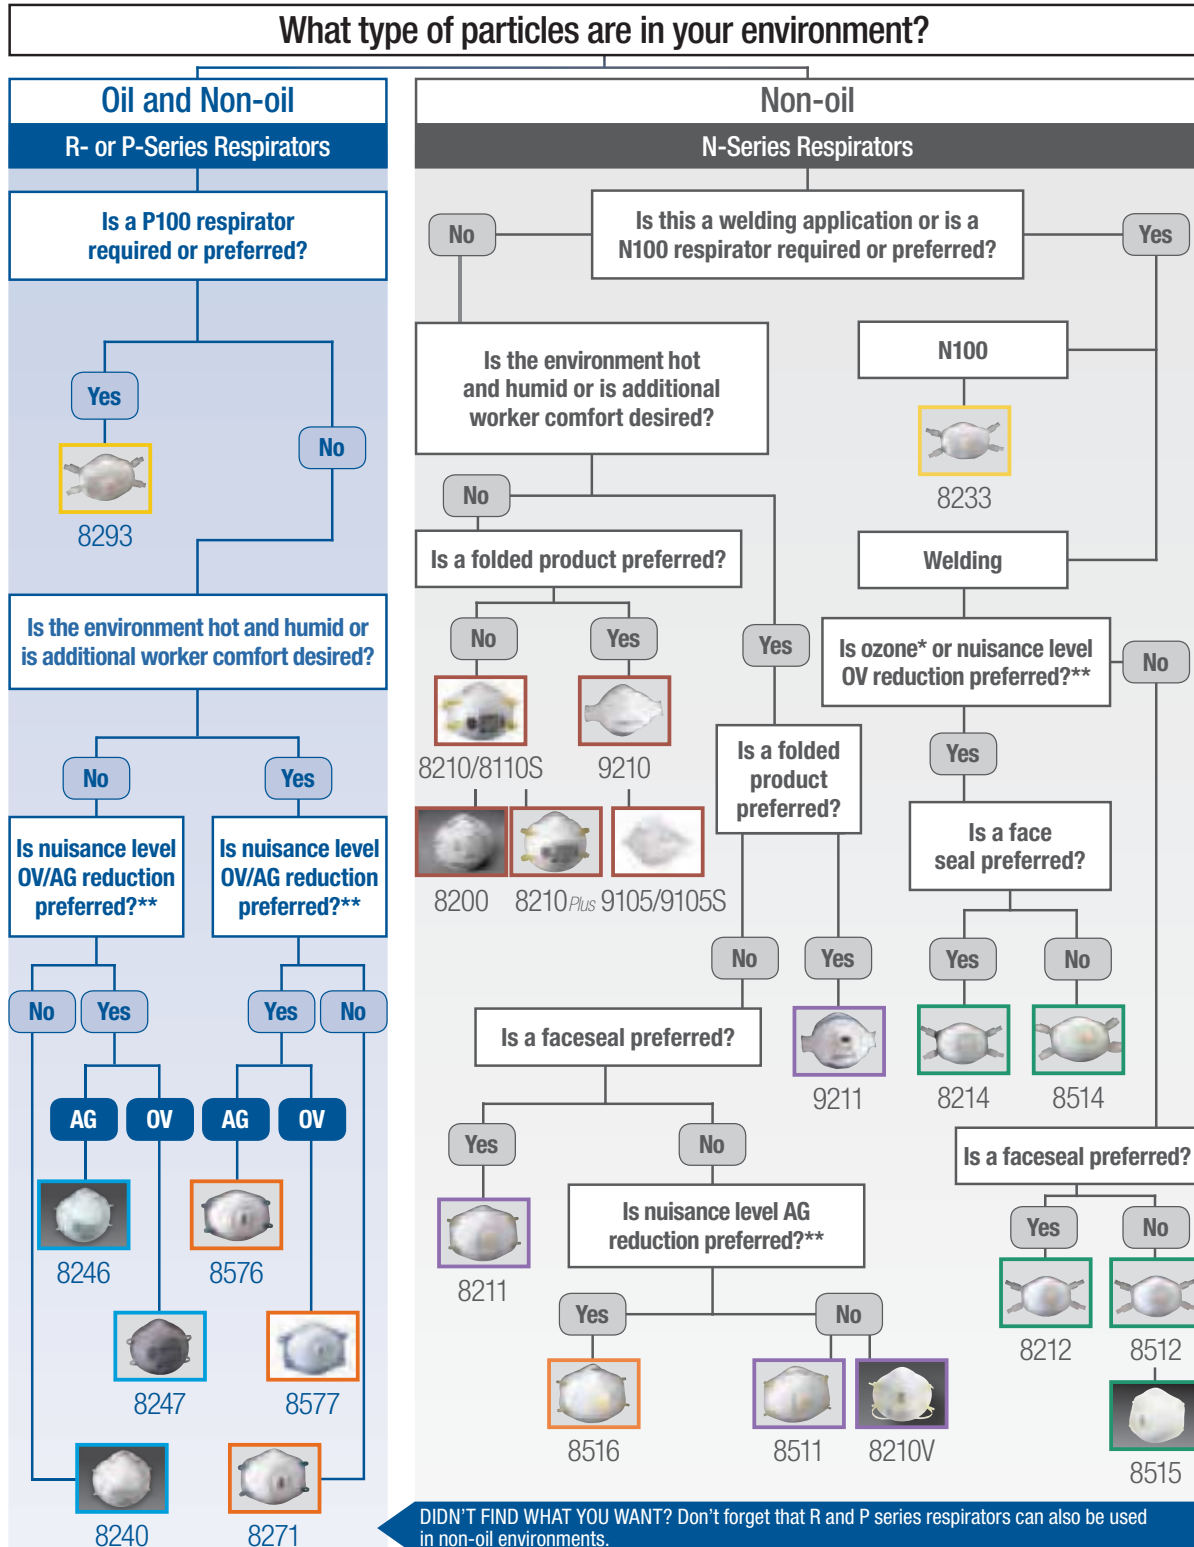 What type of particles are in your environment?
Oil and Non-oil
R- or P-Series Respirators
Is a P100 respirator
required or preferred?
Yes
No
8293
Is the environment hot and humid or
is additional worker comfort desired?
No
Yes
Is nuisance level
OV/AG reduction
preferred?**
Is nuisance level
OV/AG reduction
preferred?**
No
Yes
Yes
No
AG
OV
AG
OV
8246
8576
8247
8577
8240
8271
Non-oil
N-Series Respirators
Is this a welding application or is a
N100 respirator required or preferred?
No
Yes
Is the environment hot
and humid or is additional
worker comfort desired?
N100
8233
No
Is a folded product preferred?
No
Yes
8210/8110S
9210
8200
8210 Plus
9105/9105S
Yes
Is a folded
product
preferred?
No
Yes
9211
Is a faceseal preferred?
Yes
No
8211
Is nuisance level AG
reduction preferred?**
Yes
No
8516
8511
8210V
Welding
Is ozone* or nuisance level
OV reduction preferred?**
No
Yes
Is a face
seal preferred?
Yes
No
8214
8514
Is a faceseal preferred?
Yes
No
8212
8512
8515
DIDN'T FIND WHAT YOU WANT? Don't forget that R and P series respirators can also be used
in non-oil environments.